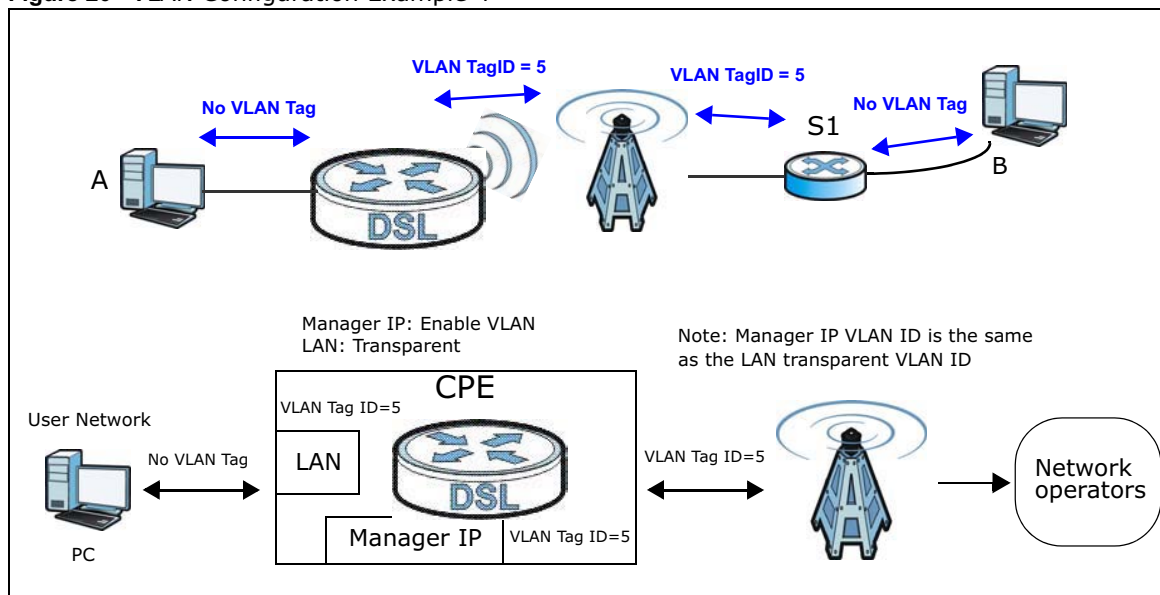 Figure VLAN Configuration Example
VLAN TagID = 5
VLAN TagID = 5
No VLAN Tag
No VLAN Tag
S1
A
B
DSL
Manager IP: Enable VLAN
LAN: Transparent
Note: Manager IP VLAN ID is the same
as the LAN transparent VLAN ID
CPE
VLAN Tag ID=5
User Network
No VLAN Tag
LAN
VLAN Tag ID=5
DSL
Network
operators
Manager IP
VLAN Tag ID=5
PC